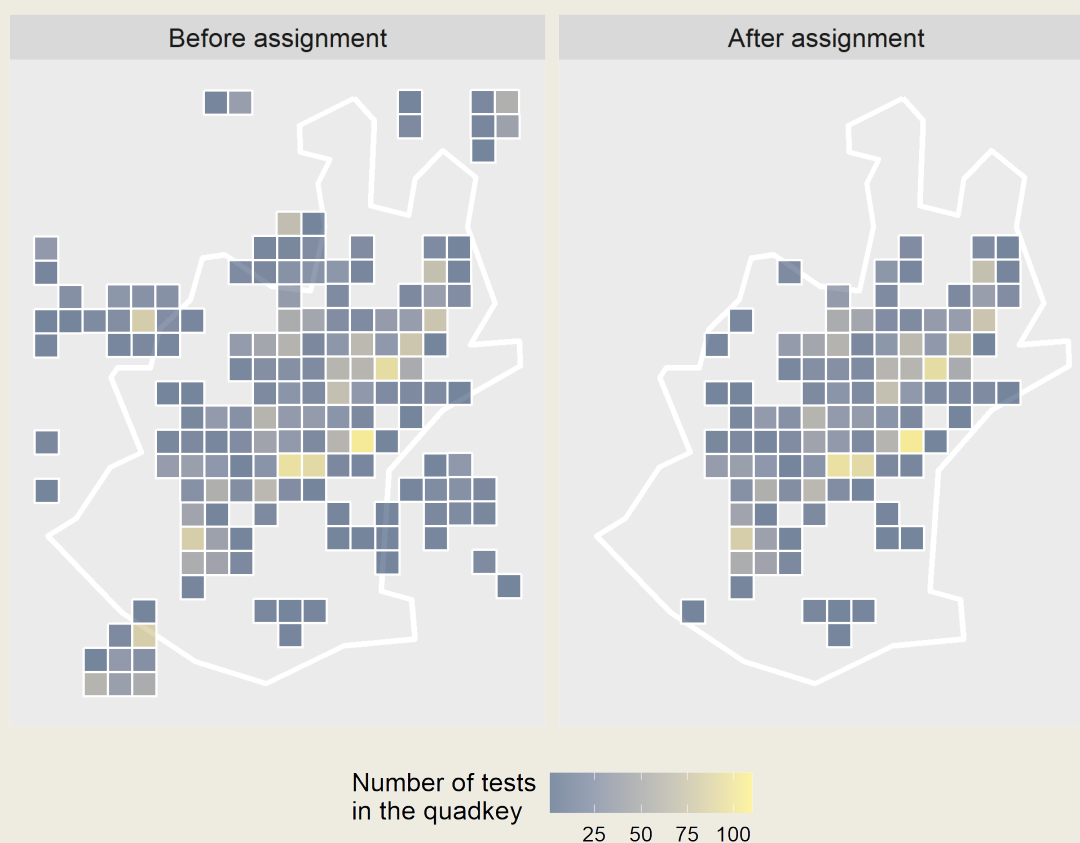 Before assignment
After assignment
Number of tests
in the quadkey
25 50 75 100